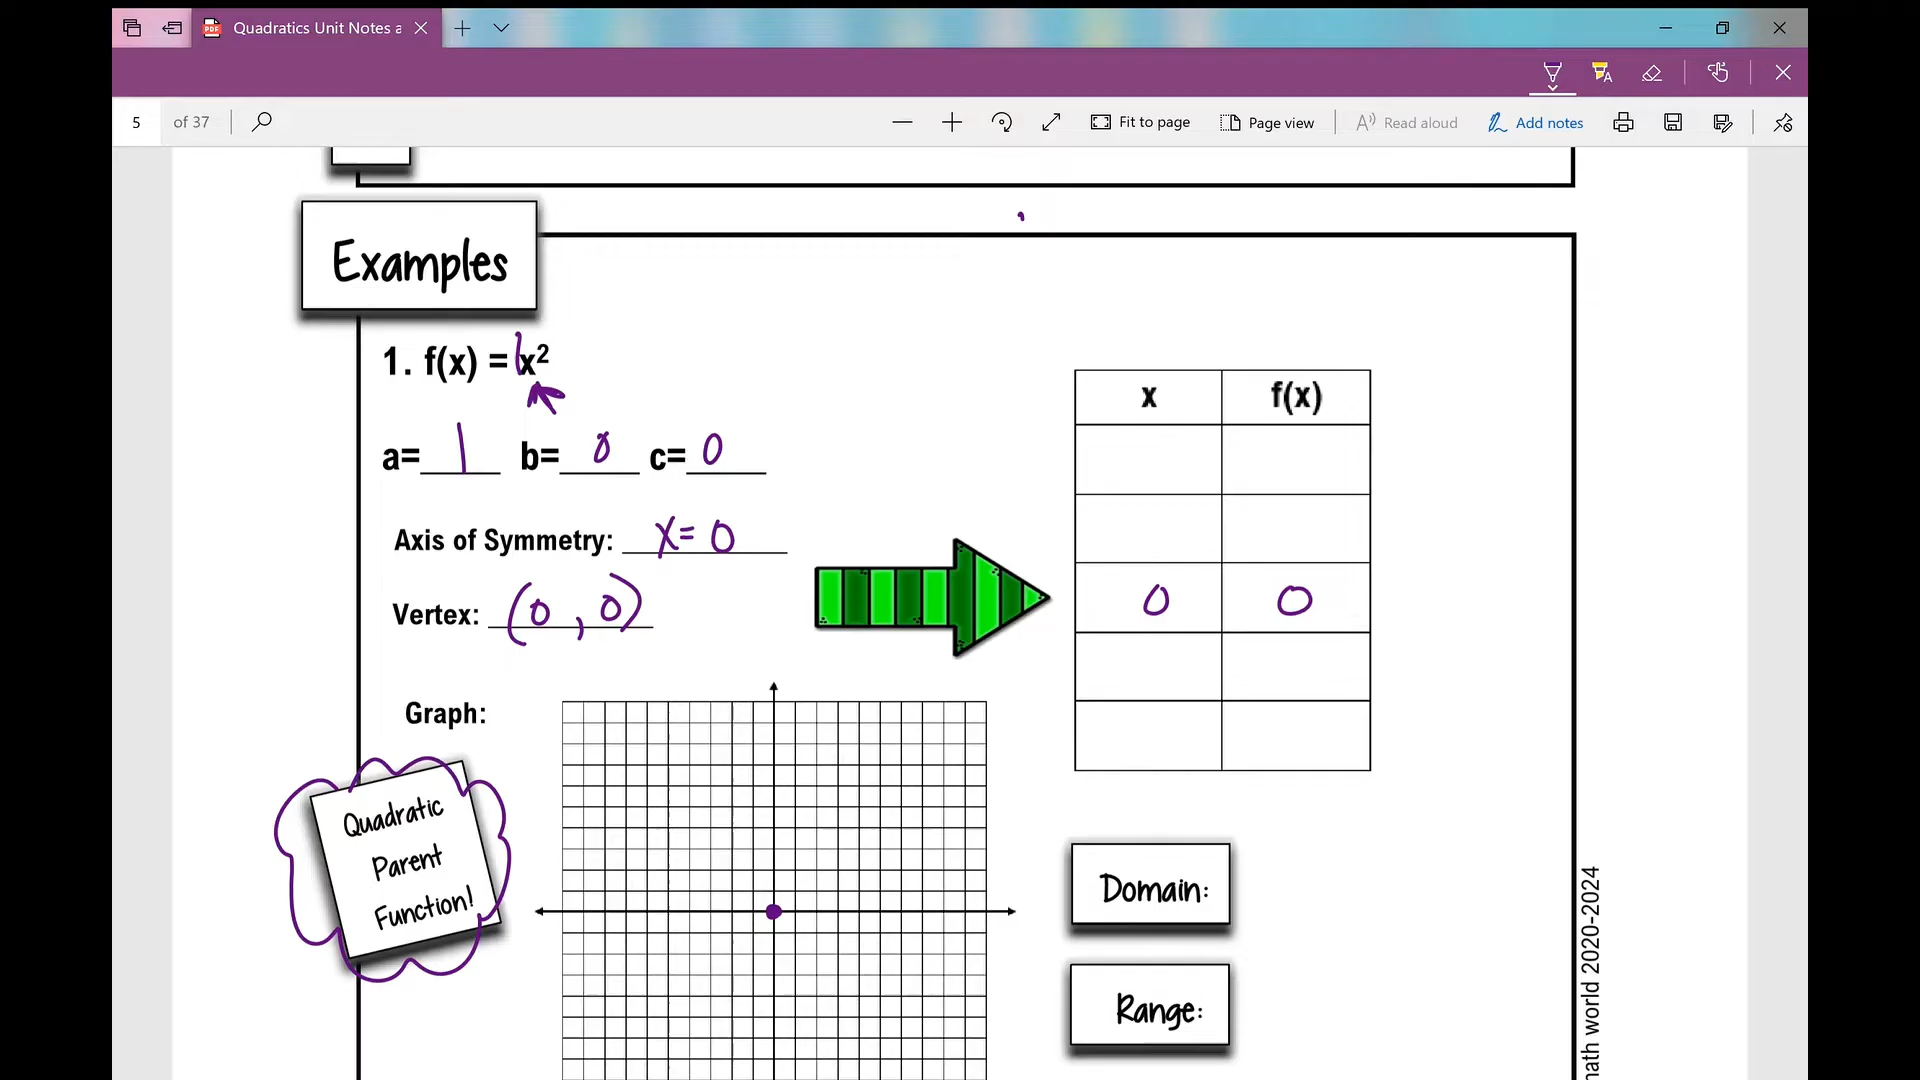 Quadratics Unit Notes a
5 of 37
Fit to page
Page view
Read aloud
Add notes
Examples
1. f(x) = 1x²
a= 1 b= 0 c= 0
Axis of Symmetry: x = 0
Vertex: (0 , 0)
x f(x)
0 0
Graph:
Quadratic
Parent
Function!
Domain:
Range:
math world 2020-2024